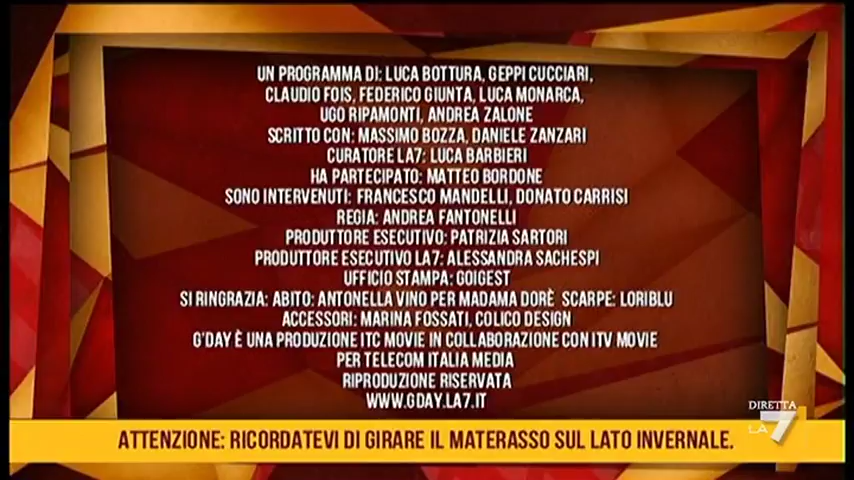 UN PROGRAMMA DI: LUCA BOTTURA, GEPPI CUCCIARI,
CLAUDIO FOIS, FEDERICO GIUNTA, LUCA MONARCA,
UGO RIPAMONTI, ANDREA ZALONE
SCRITTO CON: MASSIMO BOZZA, DANIELE ZANZARI
CURATORE LA7: LUCA BARBIERI
HA PARTECIPATO: MATTEO BORDONE
SONO INTERVENUTI: FRANCESCO MANDELLI, DONATO CARRISI
REGIA: ANDREA FANTONELLI
PRODUTTORE ESECUTIVO: PATRIZIA SARTORI
PRODUTTORE ESECUTIVO LA7: ALESSANDRA SACHESPI
UFFICIO STAMPA: GOIGEST
SI RINGRAZIA: ABITO: ANTONELLA VINO PER MADAMA DORÈ SCARPE: LORIBLU
ACCESSORI: MARINA FOSSATI, COLICO DESIGN
G'DAY È UNA PRODUZIONE ITC MOVIE IN COLLABORAZIONE CON ITV MOVIE
PER TELECOM ITALIA MEDIA
RIPRODUZIONE RISERVATA
WWW.GDAY.LA7.IT
DIRETTA
LA7
ATTENZIONE: RICORDATEVI DI GIRARE IL MATERASSO SUL LATO INVERNALE.